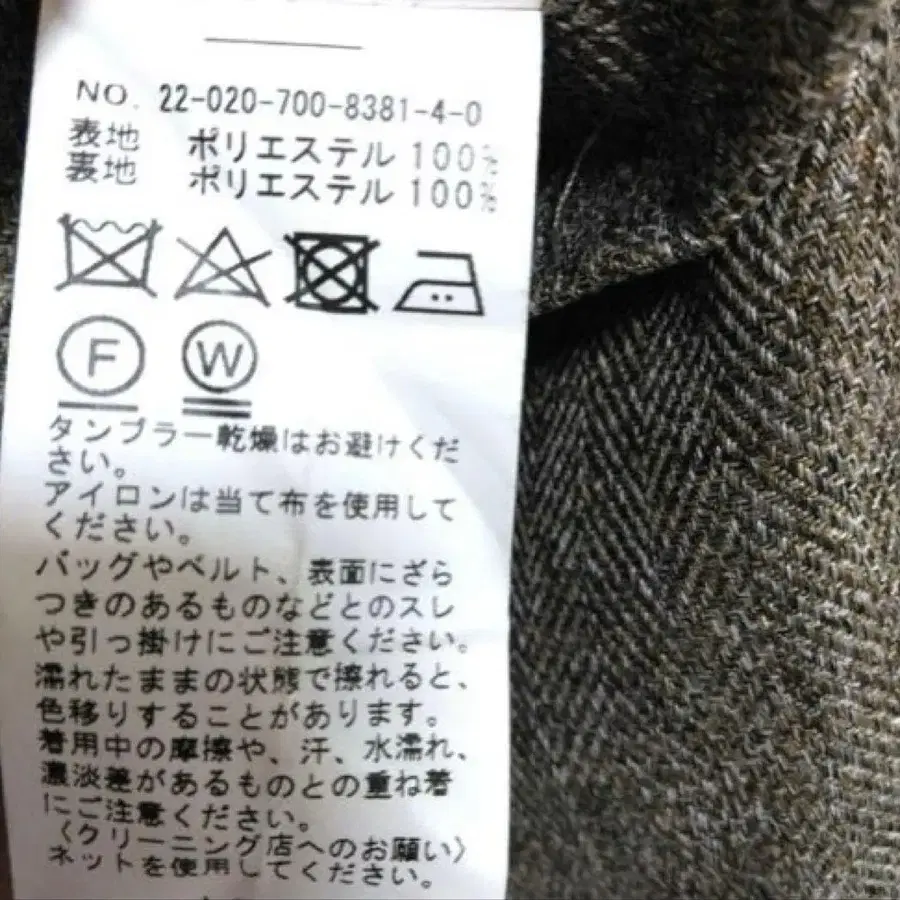 NO. 22-020-700-8381-4-0
表地 ポリエステル 100%
裏地 ポリエステル 100%
F W
タンブラー乾燥はお避けくだ
さい。
アイロンは当て布を使用して
ください。
バッグやベルト、表面にざら
つきのあるものなどとのスレ
や引っ掛けにご注意ください。
濡れたままの状態で擦れると、
色移りすることがあります。
着用中の摩擦や、汗、水濡れ、
濃淡差があるものとの重ね着
にご注意ください。
〈クリーニング店へのお願い〉
ネットを使用してください。